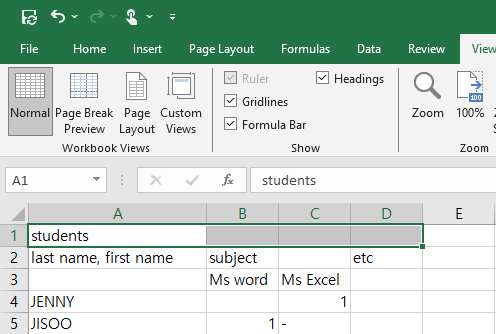 File Home Insert Page Layout Formulas Data Review View
Normal Page Break Preview Page Layout Custom Views
Workbook Views
Ruler Headings
Gridlines
Formula Bar
Show
Zoom 100%
100
Zoom
A1 fx students
A B C D E
1 students
2 last name, first name subject etc
3 Ms word Ms Excel
4 JENNY 1
5 JISOO 1 -